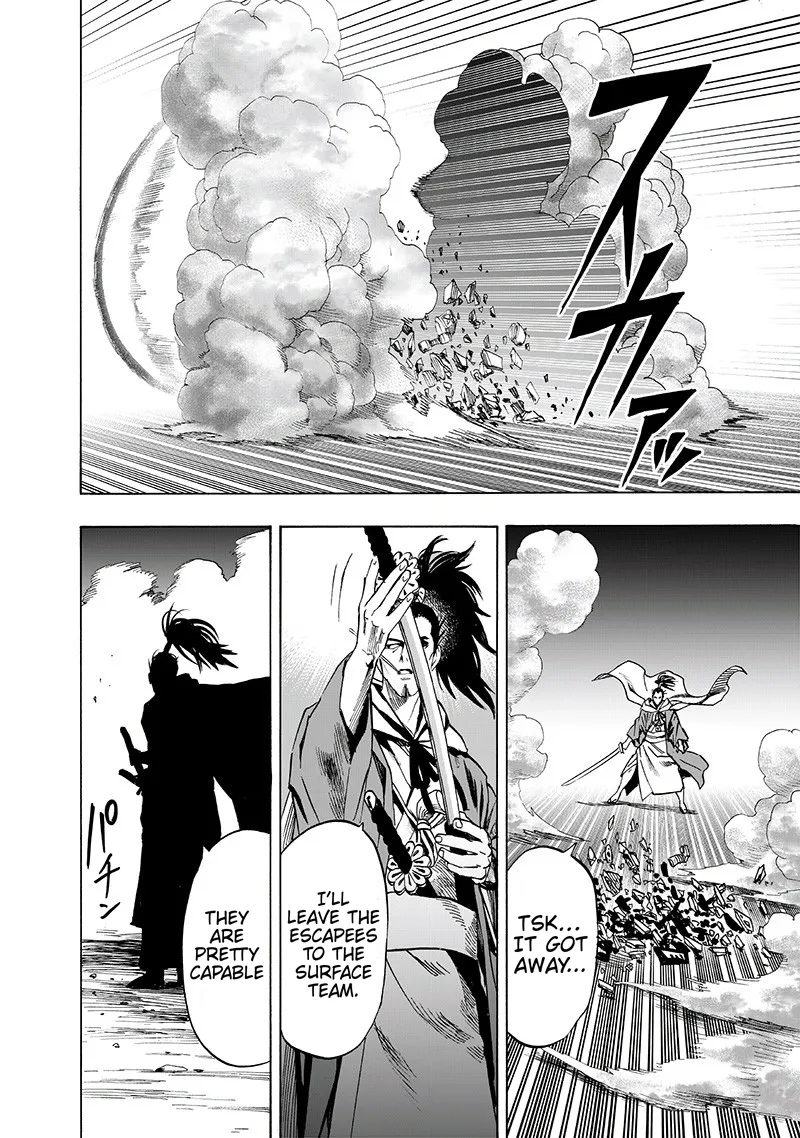 スカァッ
TSK...
IT GOT
AWAY...
I'LL
LEAVE THE
ESCAPEES
TO THE
SURFACE
TEAM.
THEY
ARE
PRETTY
CAPABLE
パチン